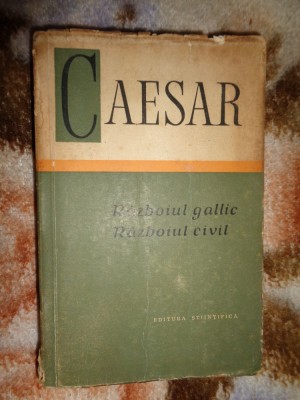 CAESAR
Războiul gallic
Războiul civil
EDITURA ȘTIINȚIFICĂ